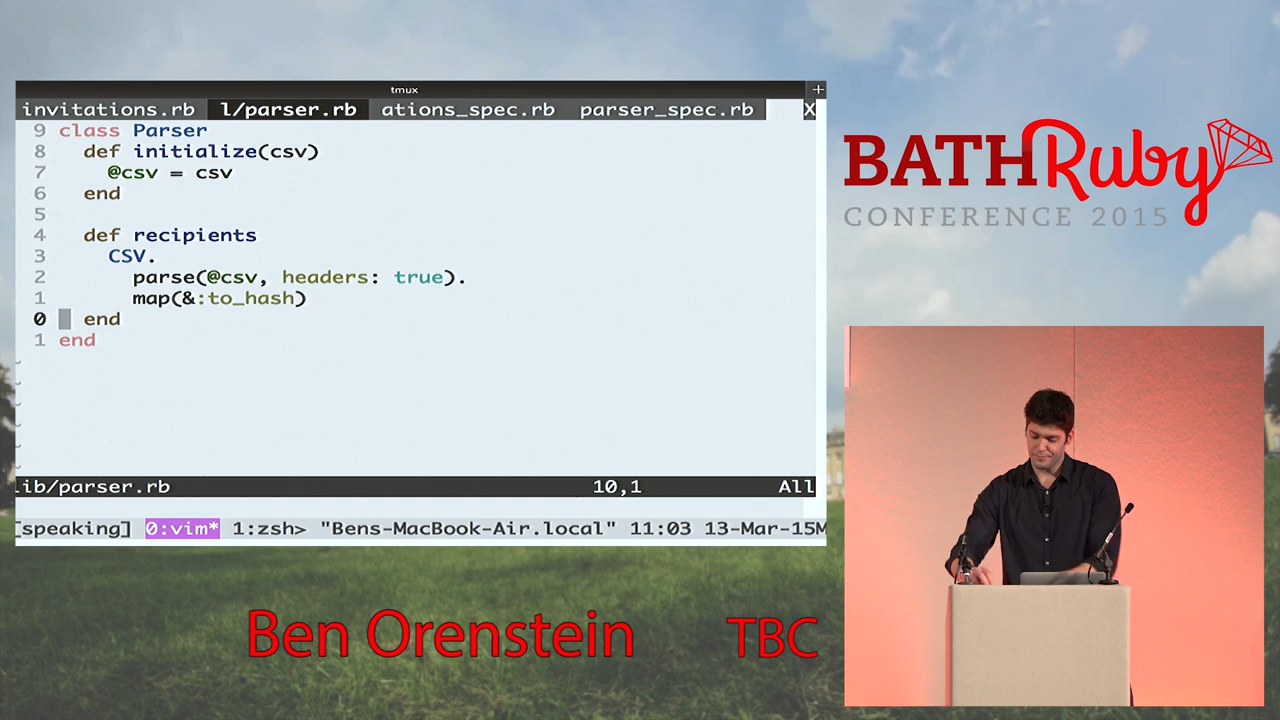 tmux +
invitations.rb l/parser.rb ations_spec.rb parser_spec.rb X
9 class Parser
8 def initialize(csv)
7 @csv = csv
6 end
5
4 def recipients
3 CSV.
2 parse(@csv, headers: true).
1 map(&:to_hash)
0 end
1 end
lib/parser.rb 10,1 All
[speaking] 0:vim* 1:zsh> "Bens-MacBook-Air.local" 11:03 13-Mar-15
BATHRuby
CONFERENCE 2015
Ben Orenstein TBC